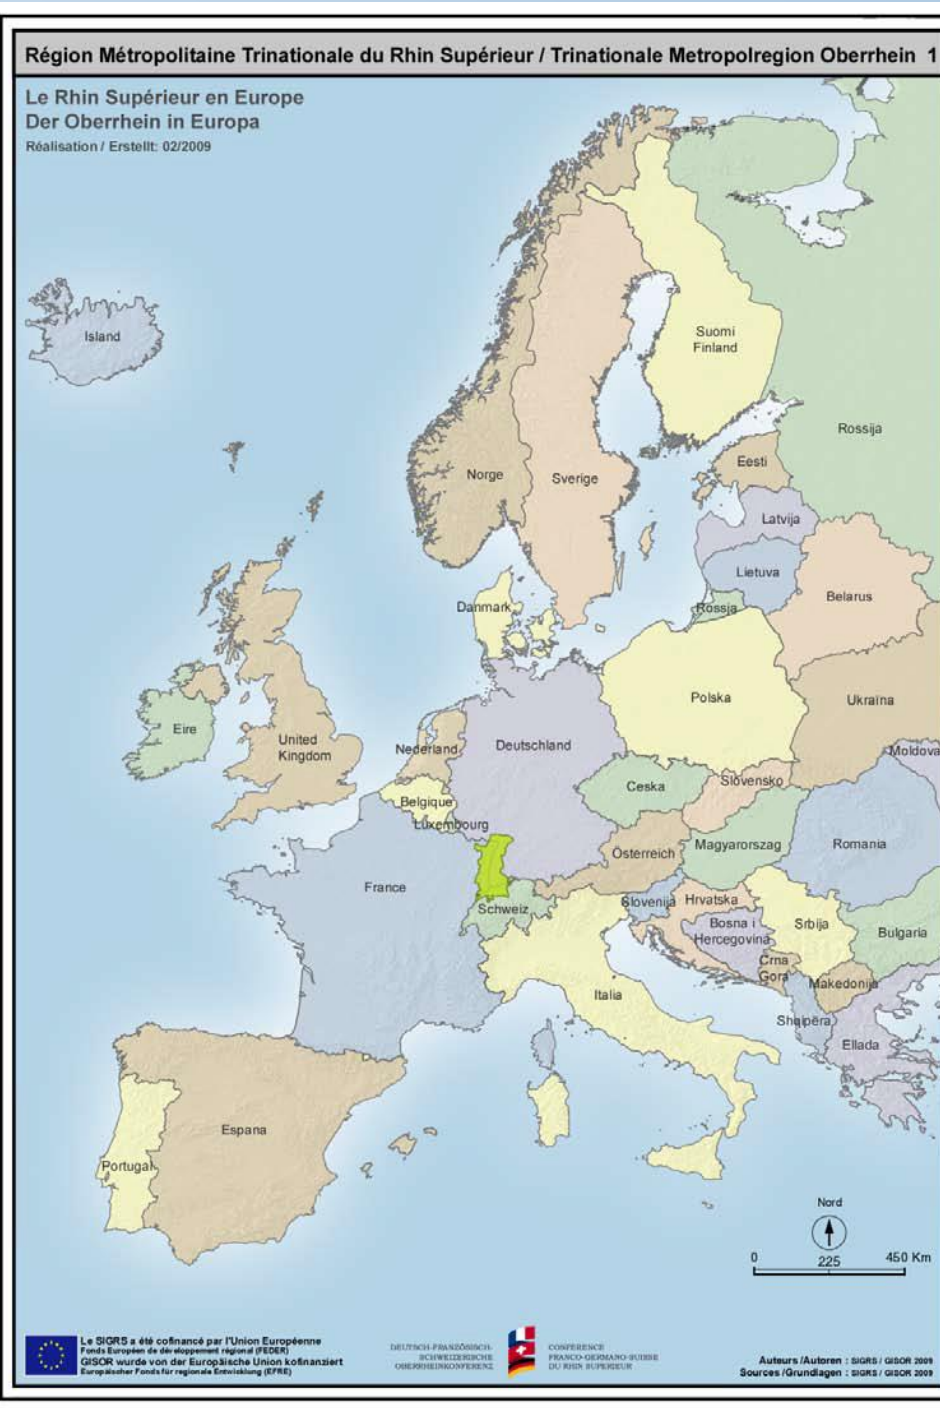 Région Métropolitaine Trinationale du Rhin Supérieur / Trinationale Metropolregion Oberrhein 1
Le Rhin Supérieur en Europe
Der Oberrhein in Europa
Réalisation / Erstellt: 02/2009
Island
Suomi
Finland
Rossija
Norge
Sverige
Eesti
Latvija
Lietuva
Rossja
Belarus
Danmark
Polska
Ukraïna
Eire
United
Kingdom
Nederland
Deutschland
Moldova
Belgique
Luxembourg
Ceska
Slovensko
Österreich
Magyarorszag
Romania
France
Schweiz
Slovenija
Hrvatska
Bosna i
Hercegovina
Srbija
Bulgaria
Crna
Gora
Makedonija
Italia
Shqipëra
Ellada
Espana
Portugal
Nord
0
225
450 Km
Le SIGRS a été cofinancé par l'Union Européenne
Fonds Européen de développement régional (FEDER)
GISOR wurde von der Europäische Union kofinanziert
Europäischer Fonds für regionale Entwicklung (EFRE)
DEUTSCH-FRANZÖSISCH-
SCHWEIZERISCHE
OBERRHEINKONFERENZ
CONFERENCE
FRANCO-GERMANO-SUISSE
DU RHIN SUPERIEUR
Auteurs /Autoren : SIGRS / GISOR 2009
Sources /Grundlagen : SIGRS / GISOR 2009